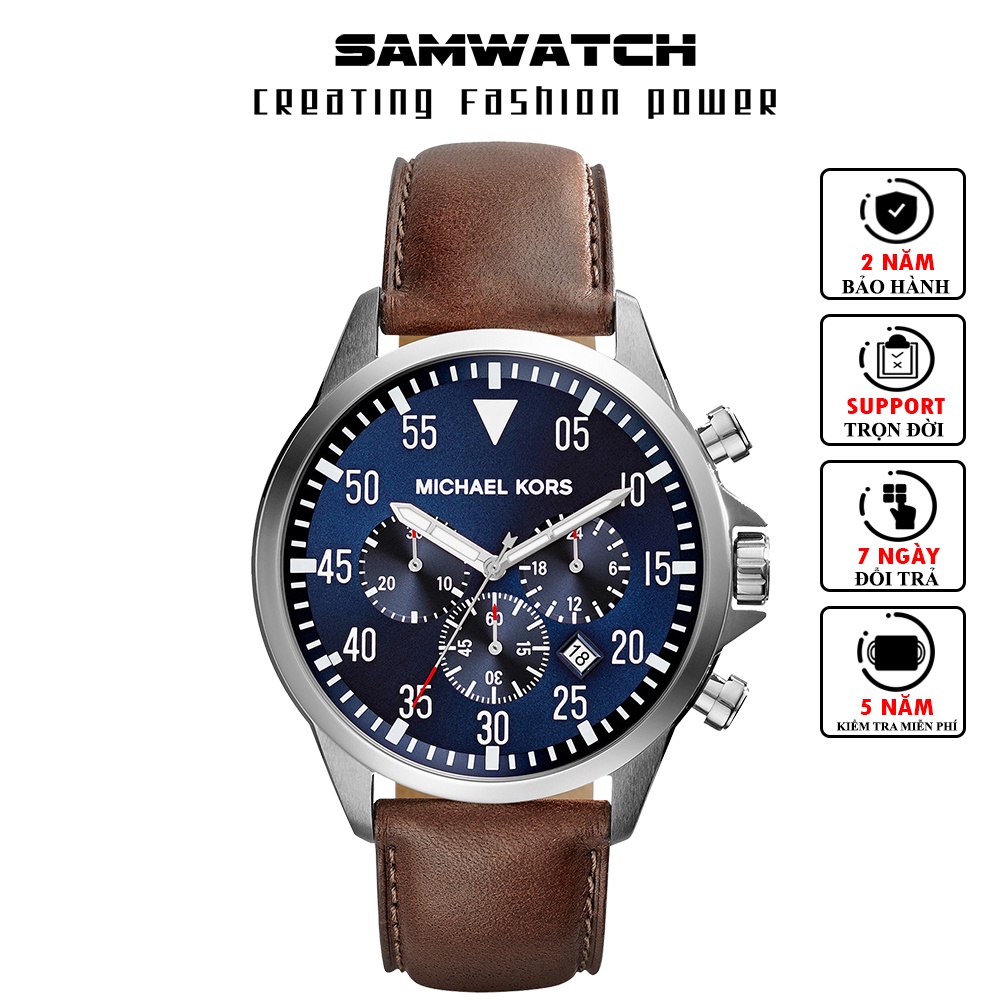 SAMWATCH
CREATING FASHION POWER
2 NĂM
BẢO HÀNH
SUPPORT
TRỌN ĐỜI
7 NGÀY
ĐỔI TRẢ
5 NĂM
KIỂM TRA MIỄN PHÍ
55
05
50
MICHAEL KORS
10
30
24
45
20
10
18
6
15
12
60
45
15
30
40
18
20
35
25
30